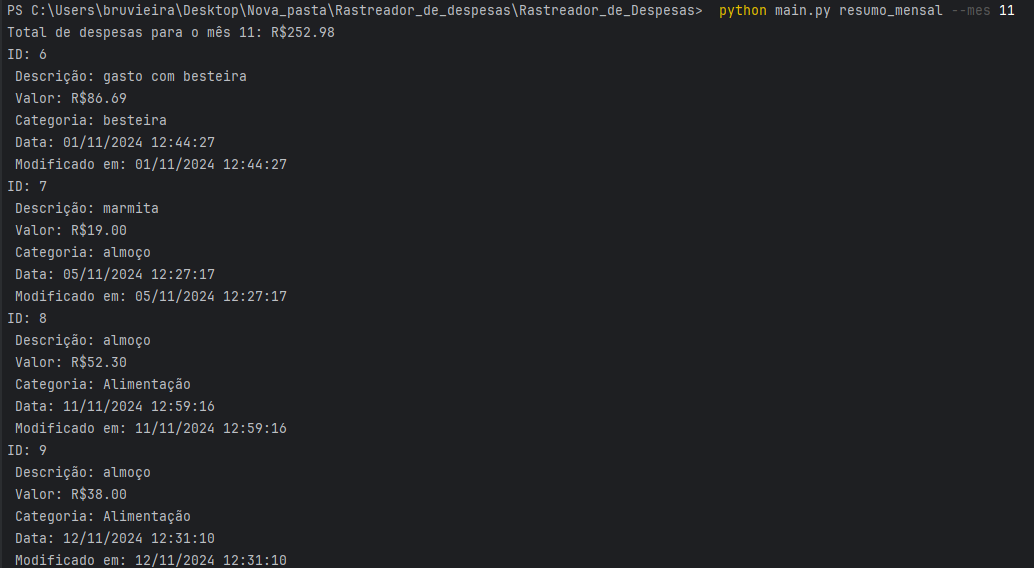 PS C:\Users\bruvieira\Desktop\Nova_pasta\Rastreador_de_despesas\Rastreador_de_Despesas>  python main.py resumo_mensal --mes 11
Total de despesas para o mês 11: R$252.98
ID: 6
 Descrição: gasto com besteira
 Valor: R$86.69
 Categoria: besteira
 Data: 01/11/2024 12:44:27
 Modificado em: 01/11/2024 12:44:27
ID: 7
 Descrição: marmita
 Valor: R$19.00
 Categoria: almoço
 Data: 05/11/2024 12:27:17
 Modificado em: 05/11/2024 12:27:17
ID: 8
 Descrição: almoço
 Valor: R$52.30
 Categoria: Alimentação
 Data: 11/11/2024 12:59:16
 Modificado em: 11/11/2024 12:59:16
ID: 9
 Descrição: almoço
 Valor: R$38.00
 Categoria: Alimentação
 Data: 12/11/2024 12:31:10
 Modificado em: 12/11/2024 12:31:10